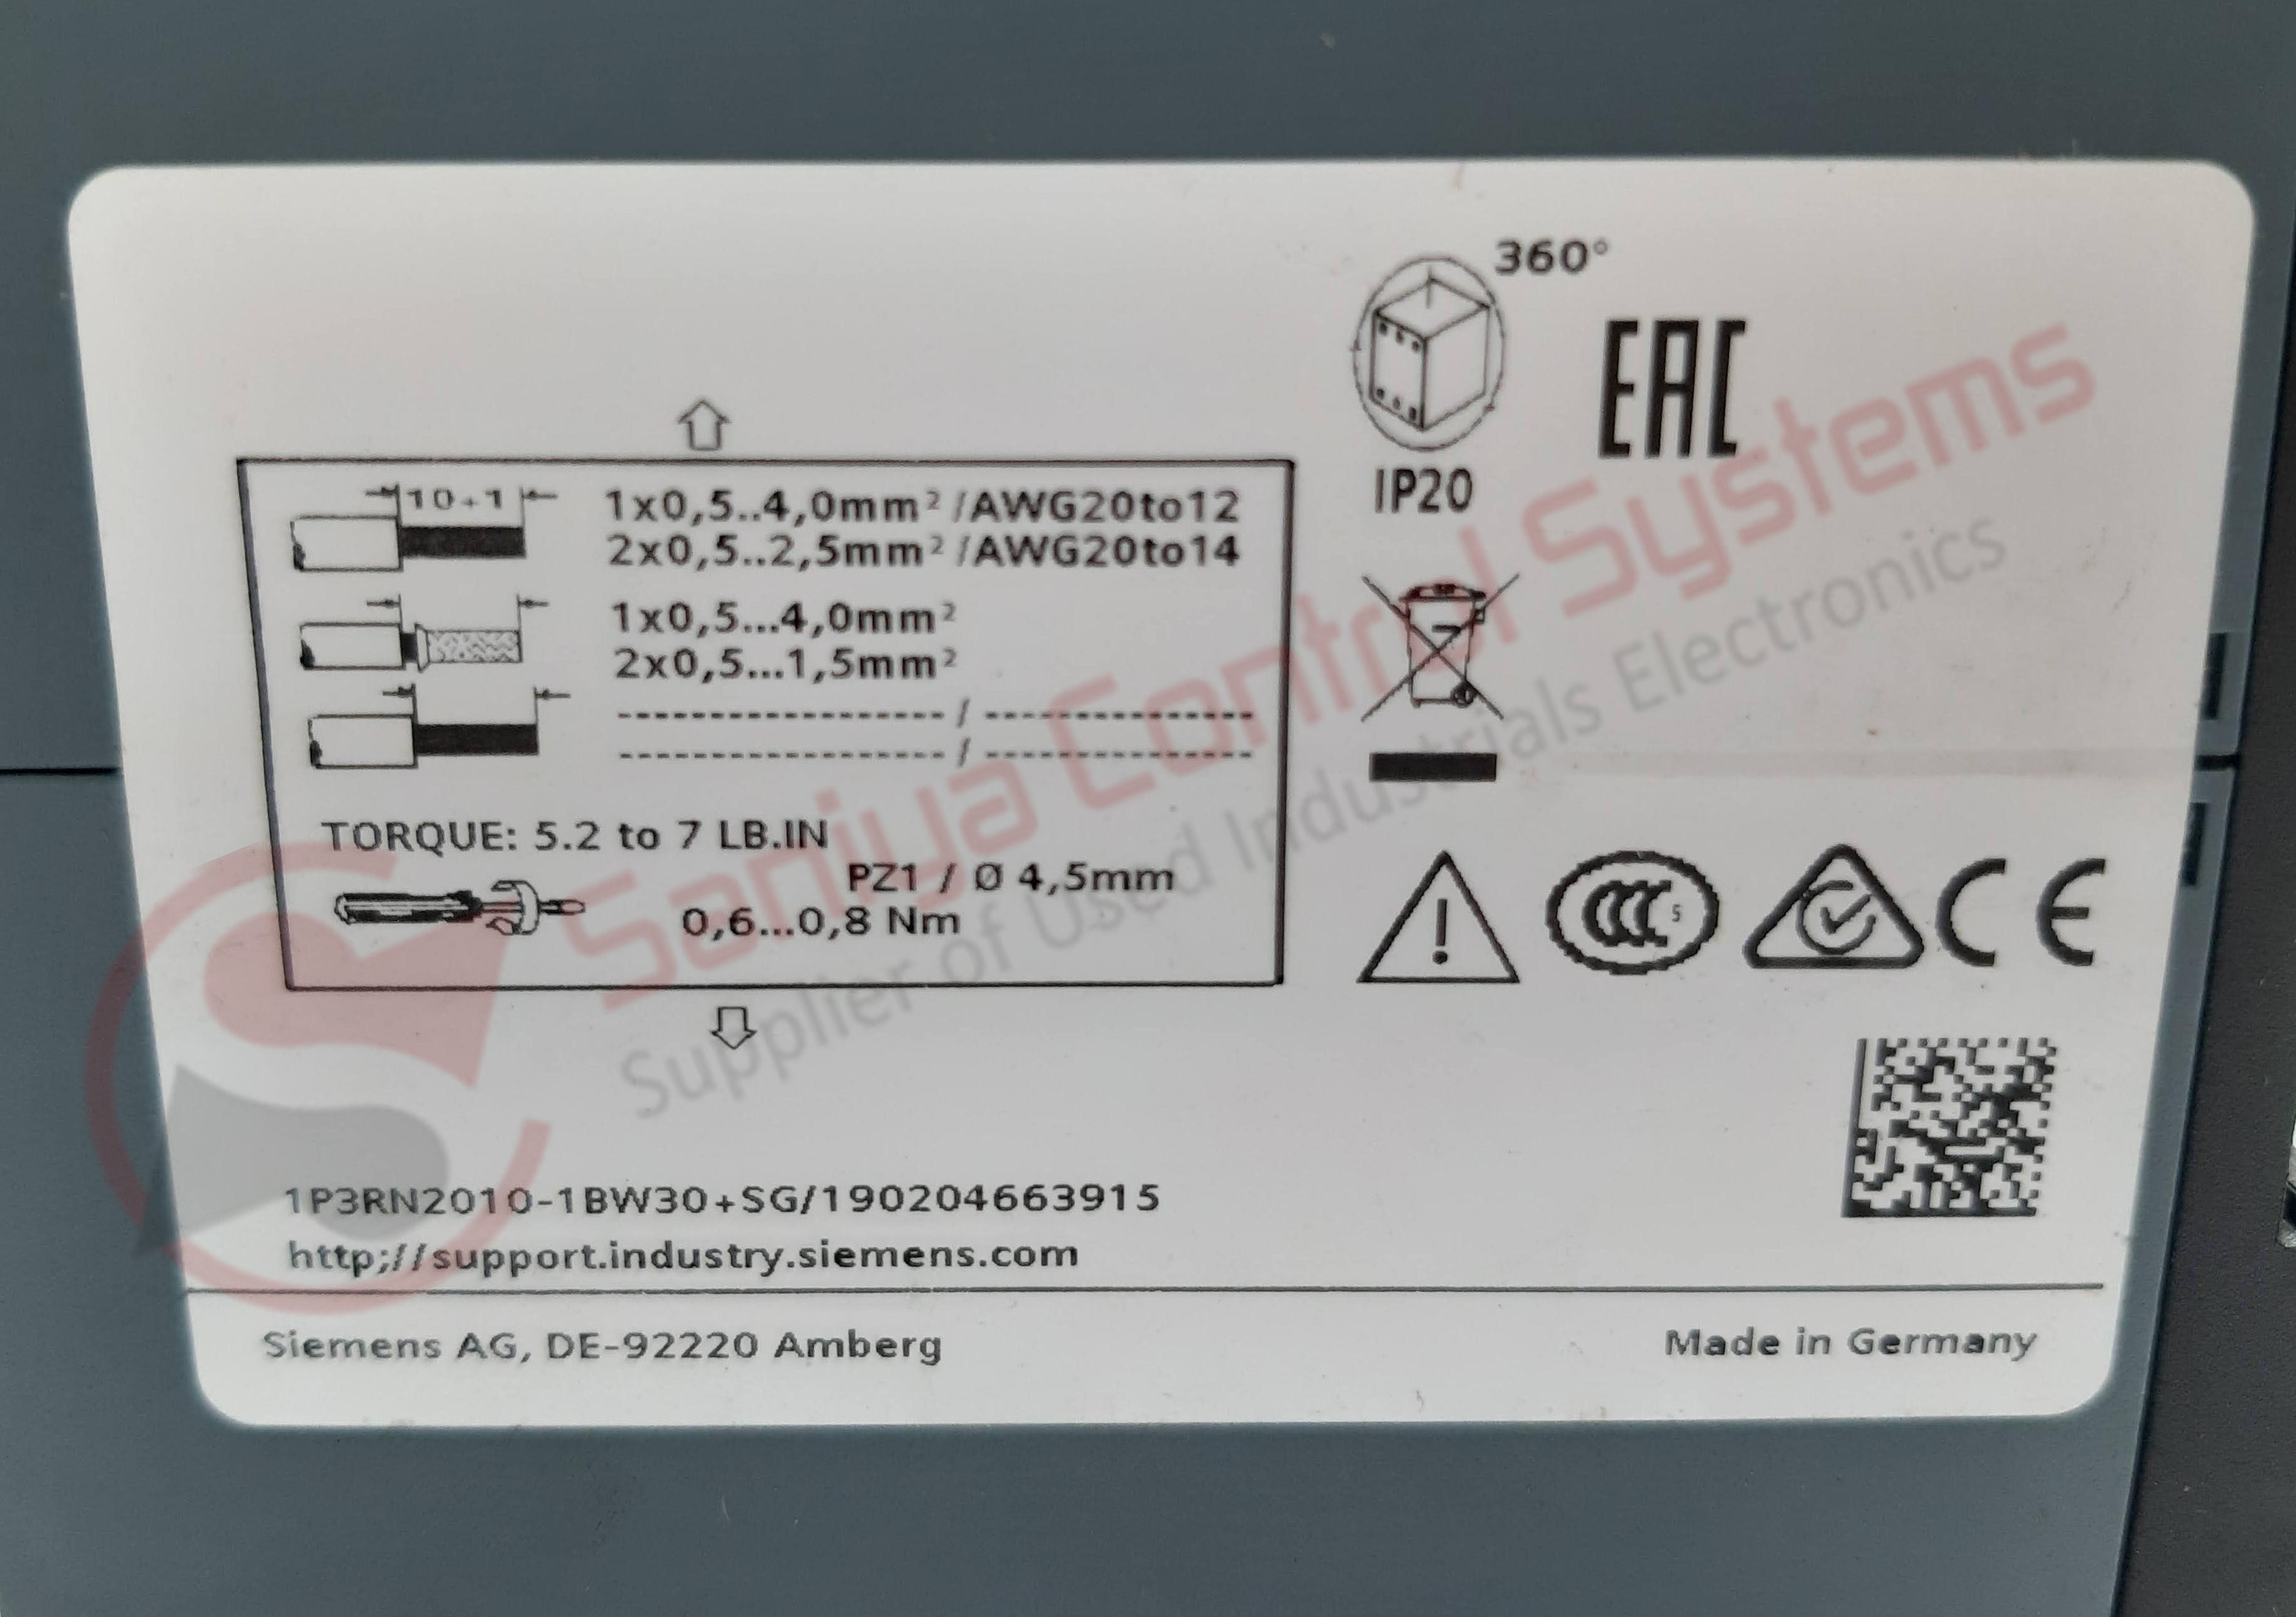 360°
EAC
IP20
10+1
1x0,5..4,0mm² /AWG20to12
2x0,5..2,5mm² /AWG20to14
1x0,5...4,0mm²
2x0,5...1,5mm²
------------------ / ---------------
------------------ / ---------------
TORQUE: 5.2 to 7 LB.IN
PZ1 / Ø 4,5mm
0,6...0,8 Nm
CCC S
CE
1P3RN2010-1BW30+SG/190204663915
http;//support.industry.siemens.com
Siemens AG, DE-92220 Amberg
Made in Germany
Saniya Control Systems
Supplier of Used Industrials Electronics